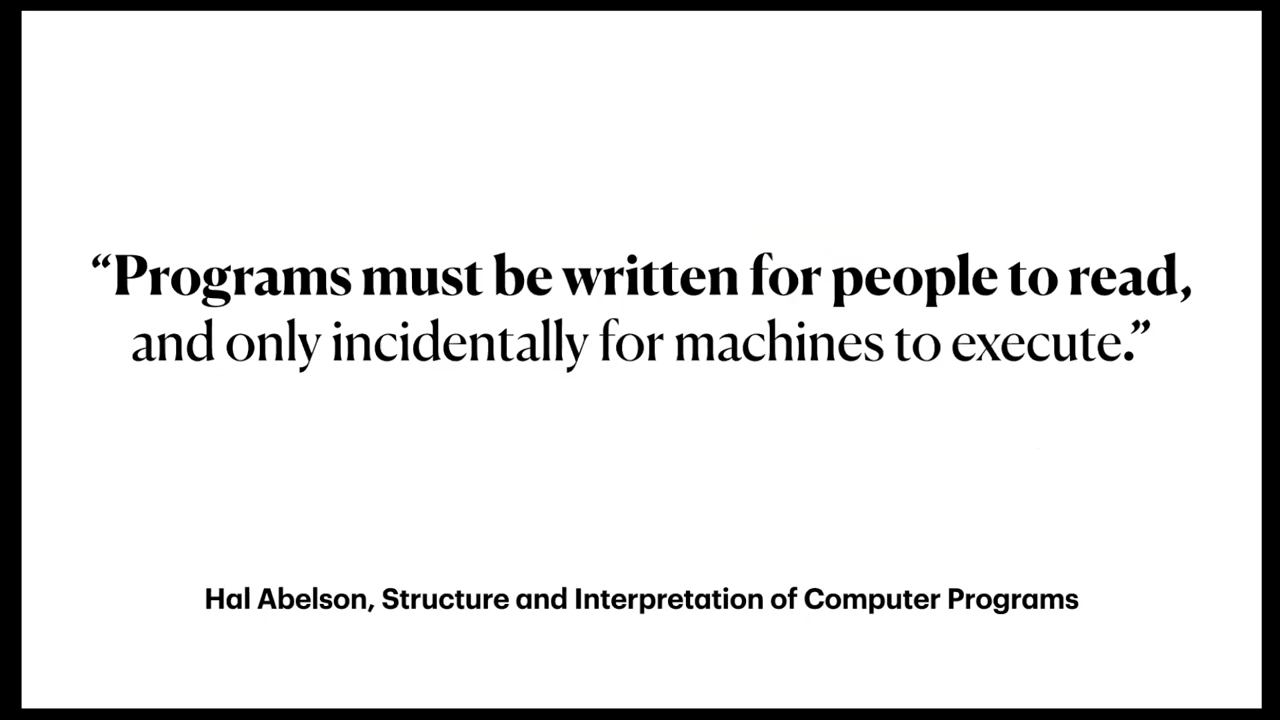 “Programs must be written for people to read,
and only incidentally for machines to execute.”
Hal Abelson, Structure and Interpretation of Computer Programs